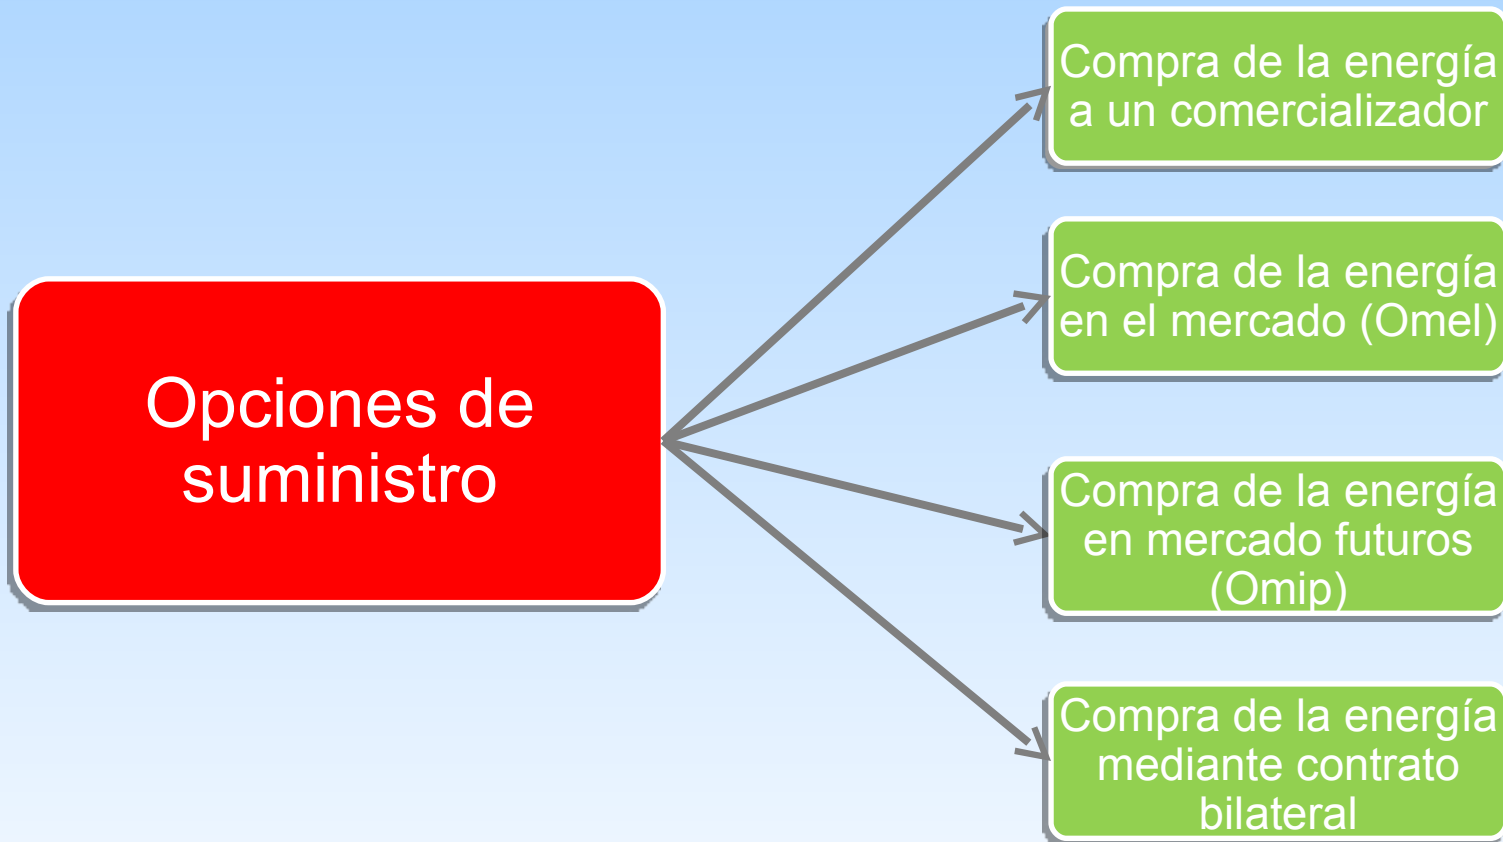 Opciones de
suministro
Compra de la energía
a un comercializador
Compra de la energía
en el mercado (Omel)
Compra de la energía
en mercado futuros
(Omip)
Compra de la energía
mediante contrato
bilateral